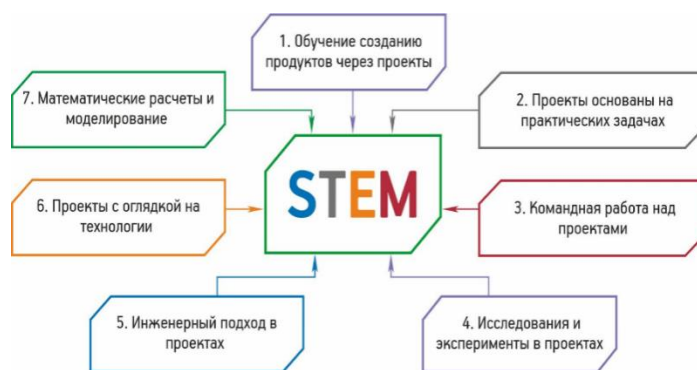 1. Обучение созданию
продуктов через проекты
2. Проекты основаны на
практических задачах
3. Командная работа над
проектами
4. Исследования и
эксперименты в проектах
5. Инженерный подход в
проектах
6. Проекты с оглядкой на
технологии
7. Математические расчеты и
моделирование
STEM